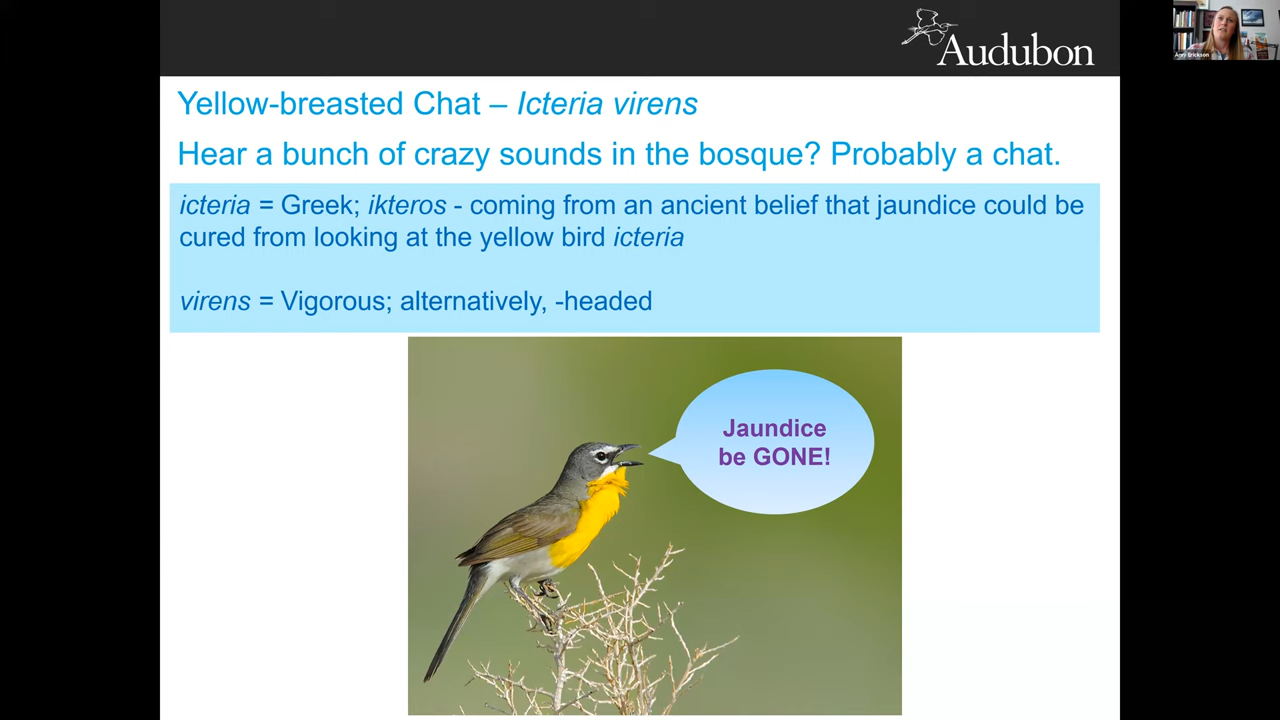 Audubon
Amy Erickson
Yellow-breasted Chat – Icteria virens
Hear a bunch of crazy sounds in the bosque? Probably a chat.
icteria = Greek; ikteros - coming from an ancient belief that jaundice could be
cured from looking at the yellow bird icteria
virens = Vigorous; alternatively, -headed
Jaundice
be GONE!